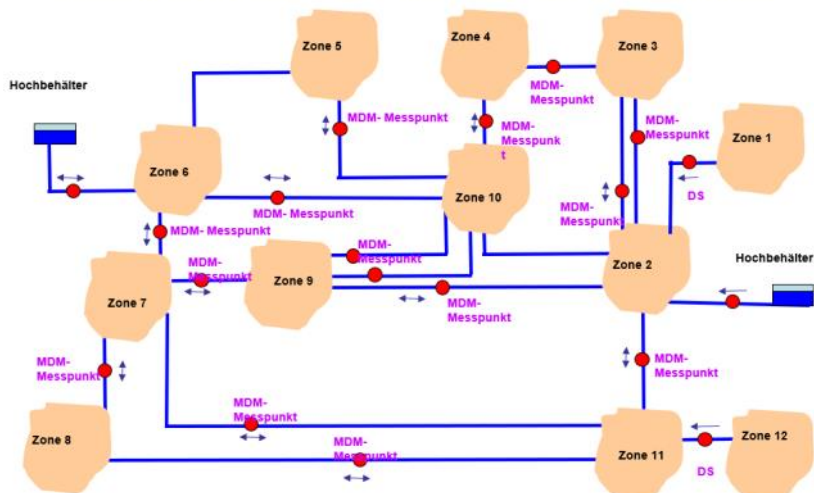 Zone 5
Zone 4
Zone 3
Hochbehälter
MDM-
Messpunkt
MDM- Messpunkt
MDM-
Messpunk
t
MDM-
Messpunkt
Zone 1
Zone 6
Zone 10
DS
MDM- Messpunkt
MDM-
Messpunkt
MDM- Messpunkt
MDM-
Messpunkt
Zone 2
Hochbehälter
Zone 7
MDM-
Messpunkt
Zone 9
MDM-
Messpunkt
MDM-
Messpunkt
MDM-
Messpunkt
MDM-
Messpunkt
Zone 8
MDM-
Messpunkt
Zone 11
Zone 12
DS